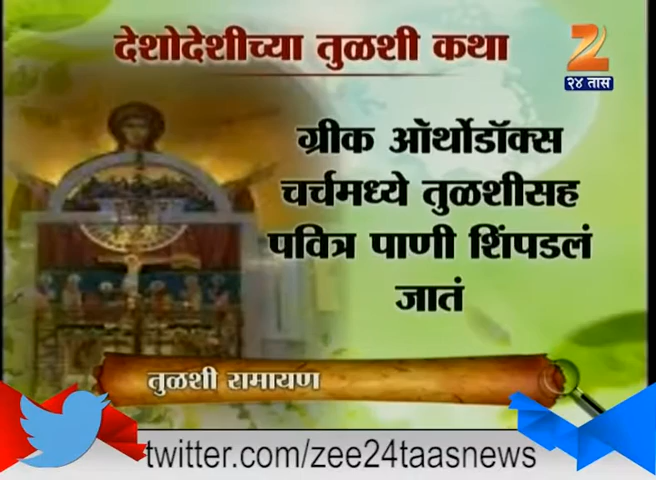 देशोदेशीच्या तुळशी कथा
२४ तास
ग्रीक ऑर्थोडॉक्स
चर्चमध्ये तुळशीसह
पवित्र पाणी शिंपडलं
जातं
तुळशी रामायण
twitter.com/zee24taasnews